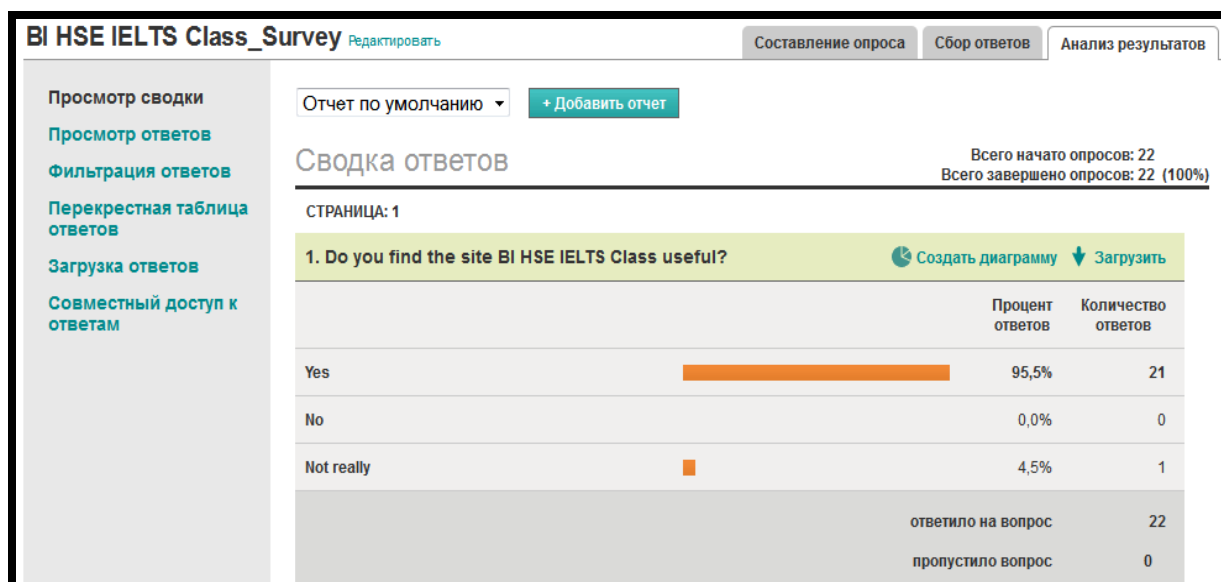 BI HSE IELTS Class_Survey Редактировать
Составление опроса
Сбор ответов
Анализ результатов
Просмотр сводки
Просмотр ответов
Фильтрация ответов
Перекрестная таблица
ответов
Загрузка ответов
Совместный доступ к
ответам
Отчет по умолчанию
+ Добавить отчет
Сводка ответов
Всего начато опросов: 22
Всего завершено опросов: 22 (100%)
СТРАНИЦА: 1
1. Do you find the site BI HSE IELTS Class useful?
Создать диаграмму
Загрузить
Процент
ответов
Количество
ответов
Yes 95,5% 21
No 0,0% 0
Not really 4,5% 1
ответило на вопрос 22
пропустило вопрос 0